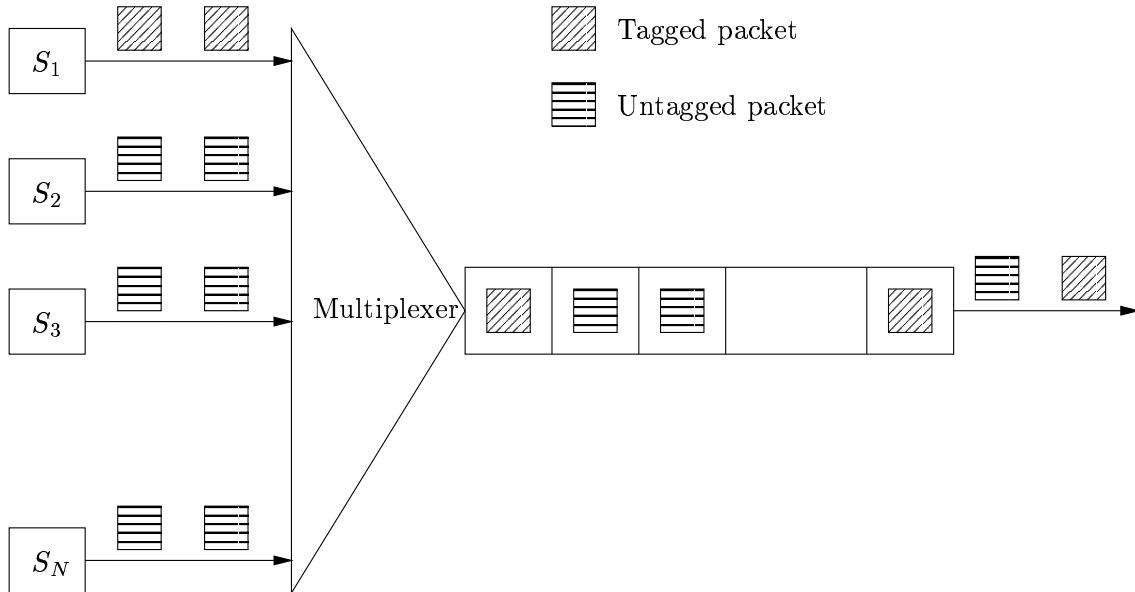 Tagged packet
S1
Untagged packet
S2
S3
Multiplexer
SN